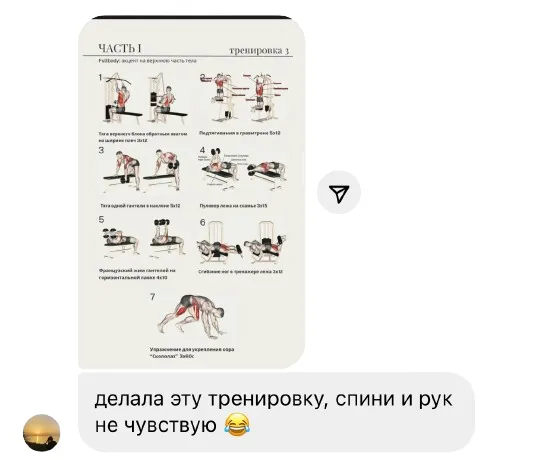 ЧАСТЬ I
тренировка 3
Fullbody: акцент на верхнюю часть тела
1
2
Тяга верхнего блока обратным хватом
на ширине плеч 3х12
Подтягивания в гравитроне 5х12
3
4
Тяга одной гантели в наклоне 5х12
Пуловер лежа на скамье 3х15
5
6
Французский жим гантелей на
горизонтальной лавке 4х10
Сгибание ног в тренажере лежа 3х12
7
Упражнение для укрепления кора
"Скалолаз" 3х60с
делала эту тренировку, спини и рук
не чувствую 😂